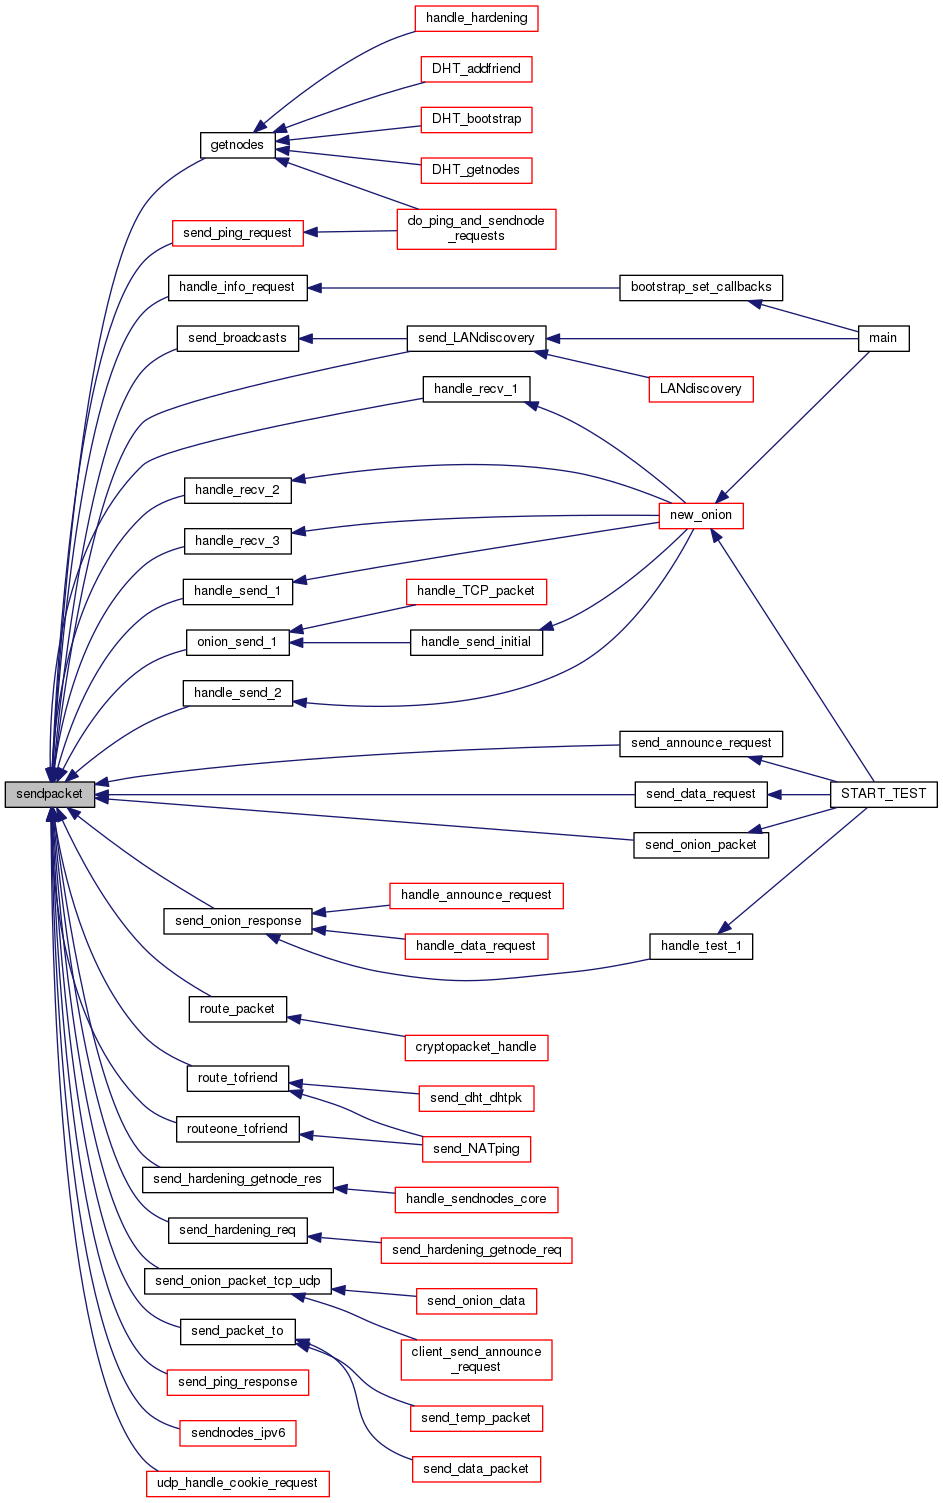 handle_hardening
DHT_addfriend
DHT_bootstrap
getnodes
DHT_getnodes
do_ping_and_sendnode
_requests
send_ping_request
handle_info_request
bootstrap_set_callbacks
send_broadcasts
send_LANdiscovery
main
handle_recv_1
LANdiscovery
handle_recv_2
new_onion
handle_recv_3
handle_send_1
handle_TCP_packet
onion_send_1
handle_send_initial
handle_send_2
send_announce_request
sendpacket
send_data_request
START_TEST
send_onion_packet
handle_announce_request
send_onion_response
handle_data_request
handle_test_1
route_packet
cryptopacket_handle
route_tofriend
send_dht_dhtpk
routeone_tofriend
send_NATping
send_hardening_getnode_res
handle_sendnodes_core
send_hardening_req
send_hardening_getnode_req
send_onion_packet_tcp_udp
send_onion_data
send_packet_to
client_send_announce
_request
send_ping_response
send_temp_packet
sendnodes_ipv6
send_data_packet
udp_handle_cookie_request